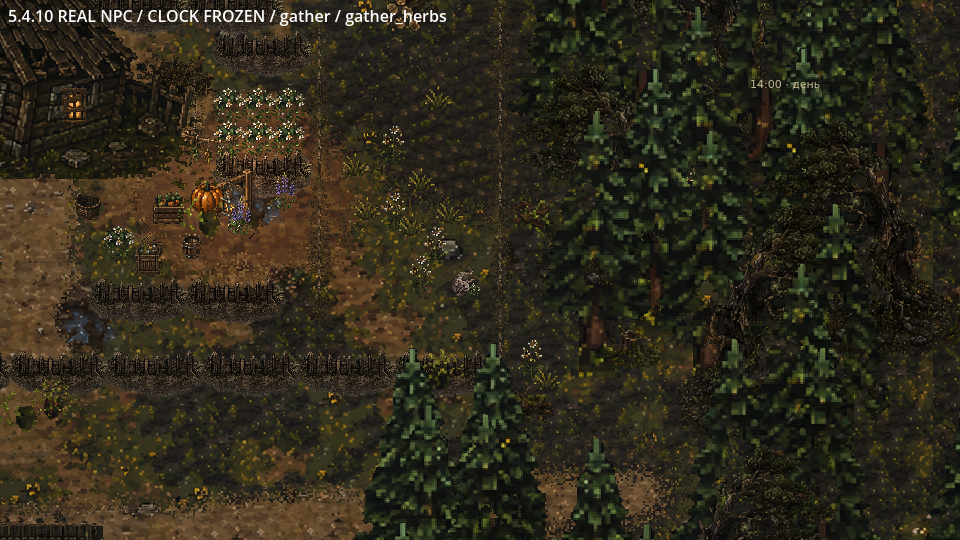 5.4.10 REAL NPC / CLOCK FROZEN / gather / gather_herbs
14:00 · день